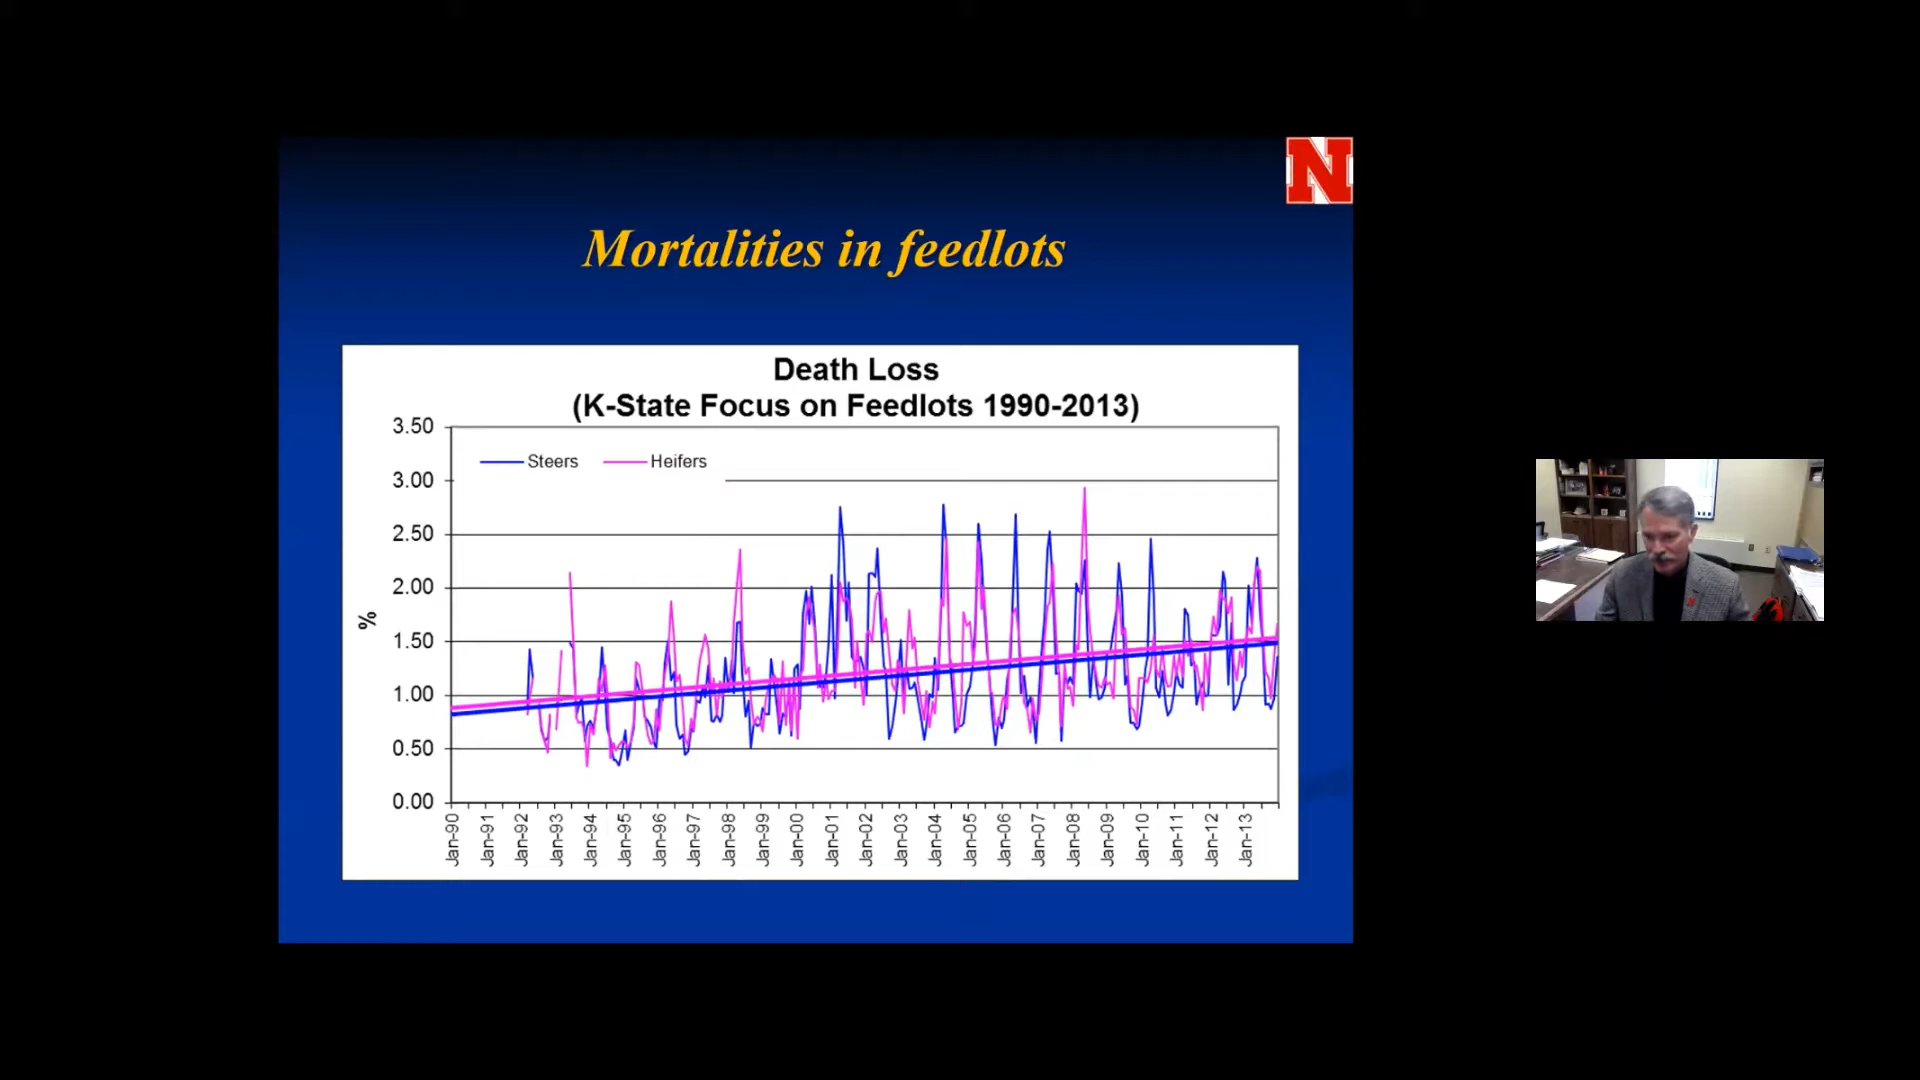 N
Mortalities in feedlots
Death Loss
(K-State Focus on Feedlots 1990-2013)
3.50
Steers Heifers
3.00
2.50
2.00
%
1.50
1.00
0.50
0.00
Jan-90 Jan-91 Jan-92 Jan-93 Jan-94 Jan-95 Jan-96 Jan-97 Jan-98 Jan-99 Jan-00 Jan-01 Jan-02 Jan-03 Jan-04 Jan-05 Jan-06 Jan-07 Jan-08 Jan-09 Jan-10 Jan-11 Jan-12 Jan-13